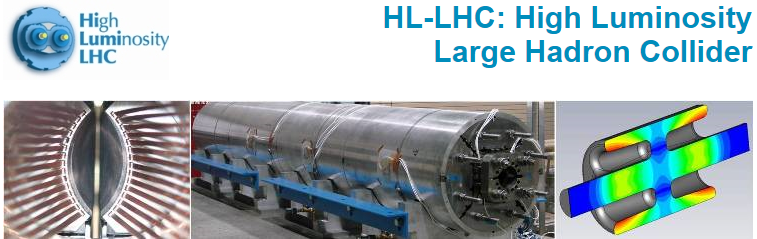 High
Luminosity
LHC
HL-LHC: High Luminosity
Large Hadron Collider